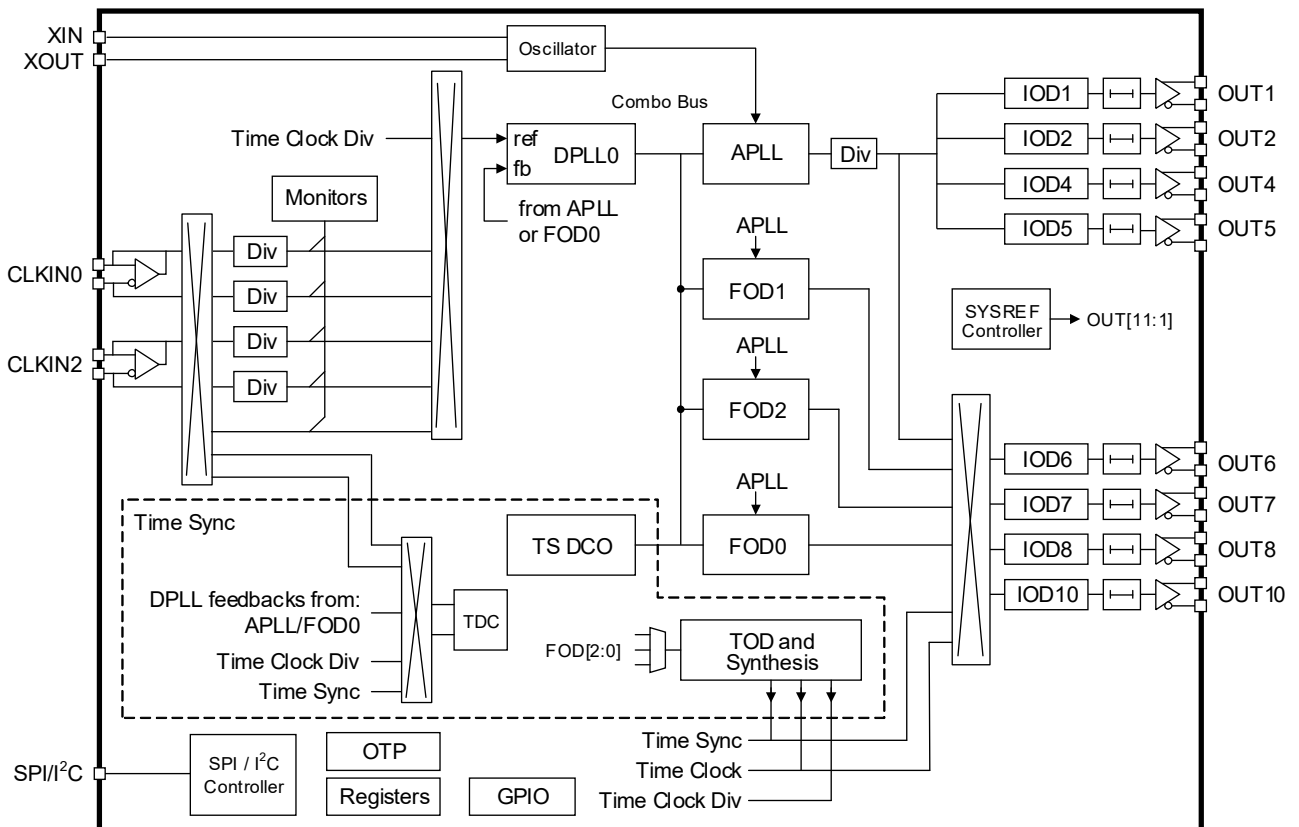 XIN
XOUT
Oscillator
Combo Bus
Time Clock Div
ref
fb
DPLL0
APLL
Div
IOD1
OUT1
IOD2
OUT2
IOD4
OUT4
IOD5
OUT5
Monitors
from APLL
or FOD0
CLKIN0
Div
Div
CLKIN2
Div
Div
APLL
FOD1
SYSREF
Controller
OUT[11:1]
APLL
FOD2
APLL
FOD0
IOD6
OUT6
IOD7
OUT7
IOD8
OUT8
IOD10
OUT10
Time Sync
TS DCO
DPLL feedbacks from:
APLL/FOD0
TDC
Time Clock Div
Time Sync
FOD[2:0]
TOD and
Synthesis
Time Sync
Time Clock
Time Clock Div
SPI/I²C
SPI / I²C
Controller
OTP
Registers
GPIO